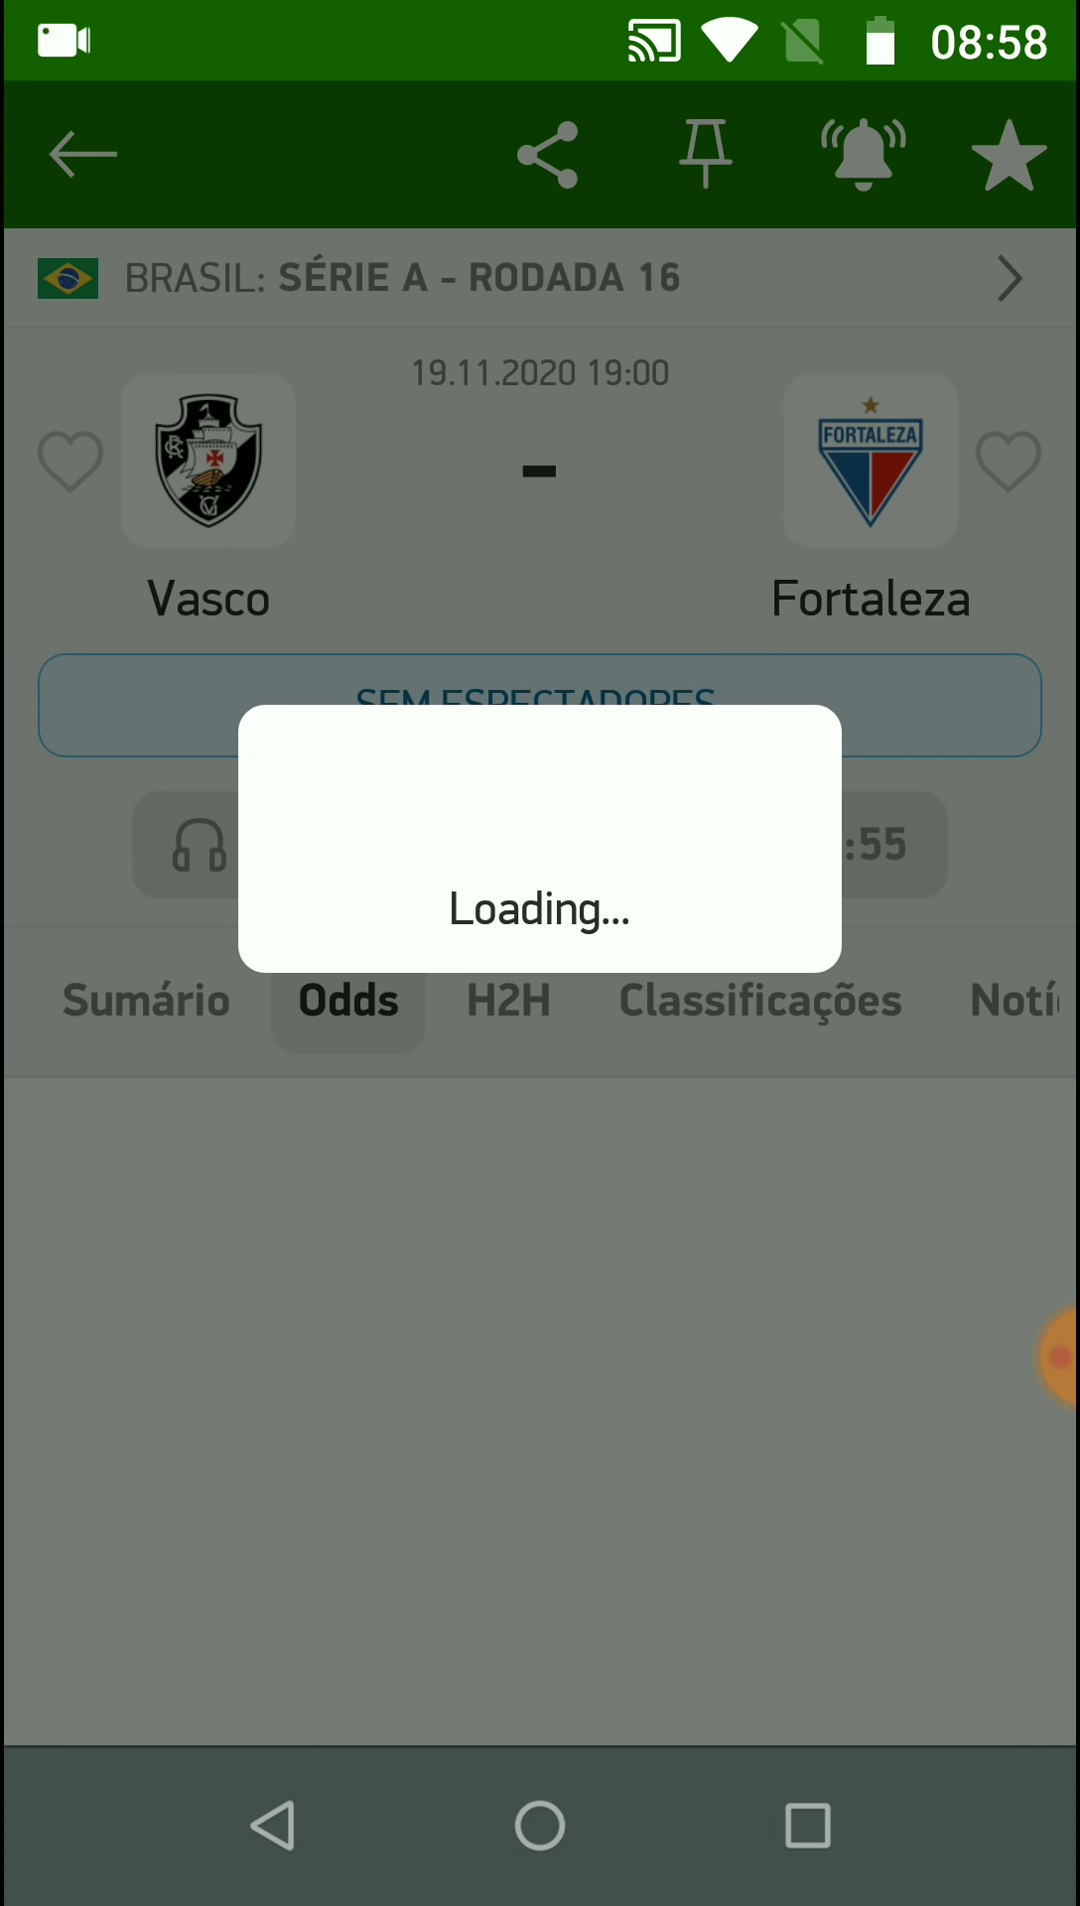 08:58
BRASIL: SÉRIE A - RODADA 16
19.11.2020 19:00
FORTALEZA
-
Vasco
Fortaleza
SEM ESPECTADORES
:55
Loading...
Sumário Odds H2H Classificações Notí